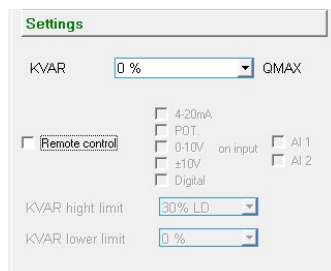 Settings
KVAR 0 % QMAX
4-20mA
POT.
Remote control 0-10V on input AI 1
±10V AI 2
Digital
KVAR hight limit 30% LD
KVAR lower limit 0 %